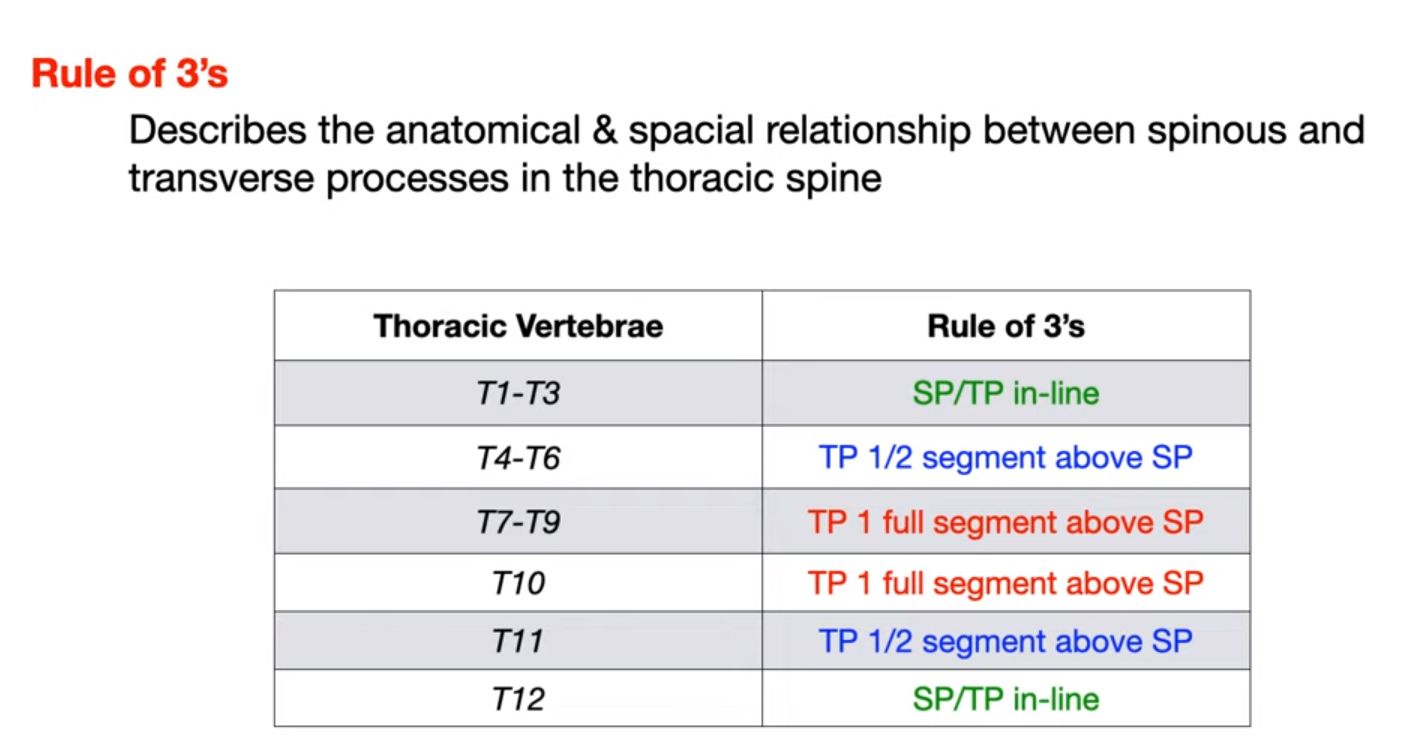 Rule of 3’s
Describes the anatomical & spacial relationship between spinous and
transverse processes in the thoracic spine
Thoracic Vertebrae Rule of 3’s
T1-T3 SP/TP in-line
T4-T6 TP 1/2 segment above SP
T7-T9 TP 1 full segment above SP
T10 TP 1 full segment above SP
T11 TP 1/2 segment above SP
T12 SP/TP in-line